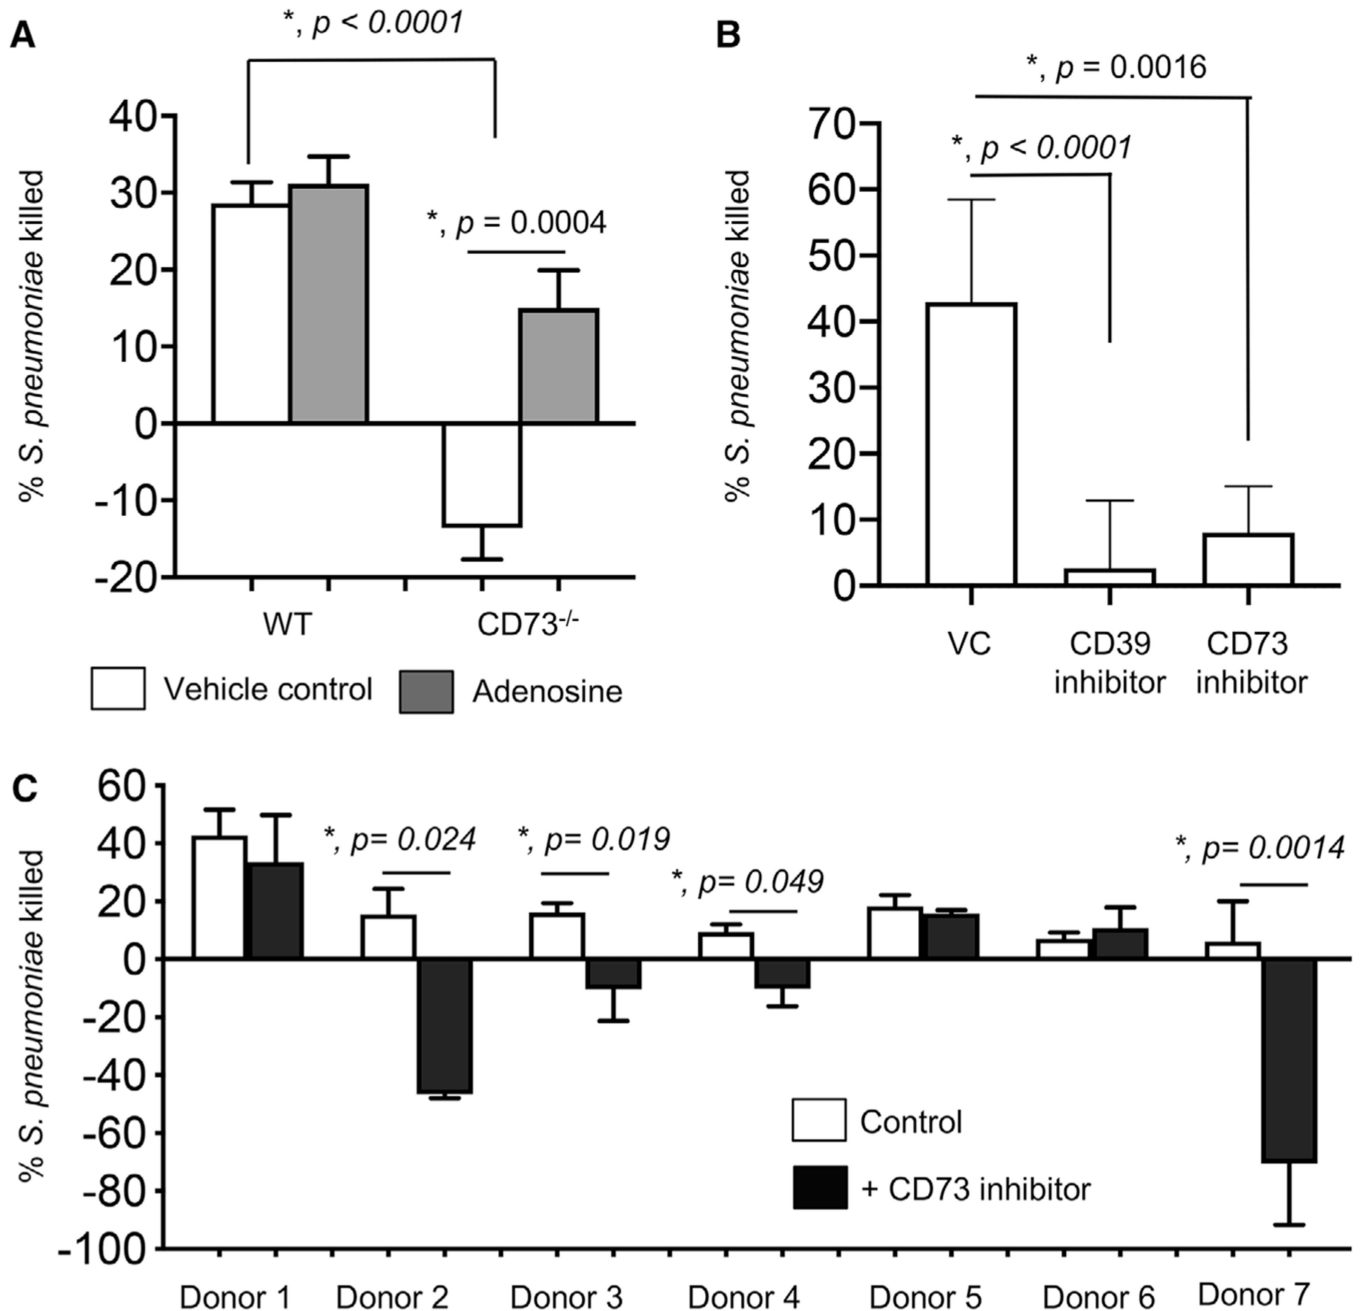 A
*, p < 0.0001
40
30
20
10
0
-10
-20
% S. pneumoniae killed
*, p = 0.0004
WT
CD73-/-
Vehicle control
Adenosine
B
*, p = 0.0016
*, p < 0.0001
70
60
50
40
30
20
10
0
% S. pneumoniae killed
VC
CD39
inhibitor
CD73
inhibitor
C
60
40
20
0
-20
-40
-60
-80
-100
% S. pneumoniae killed
*, p= 0.024
*, p= 0.019
*, p= 0.049
*, p= 0.0014
Control
+ CD73 inhibitor
Donor 1
Donor 2
Donor 3
Donor 4
Donor 5
Donor 6
Donor 7